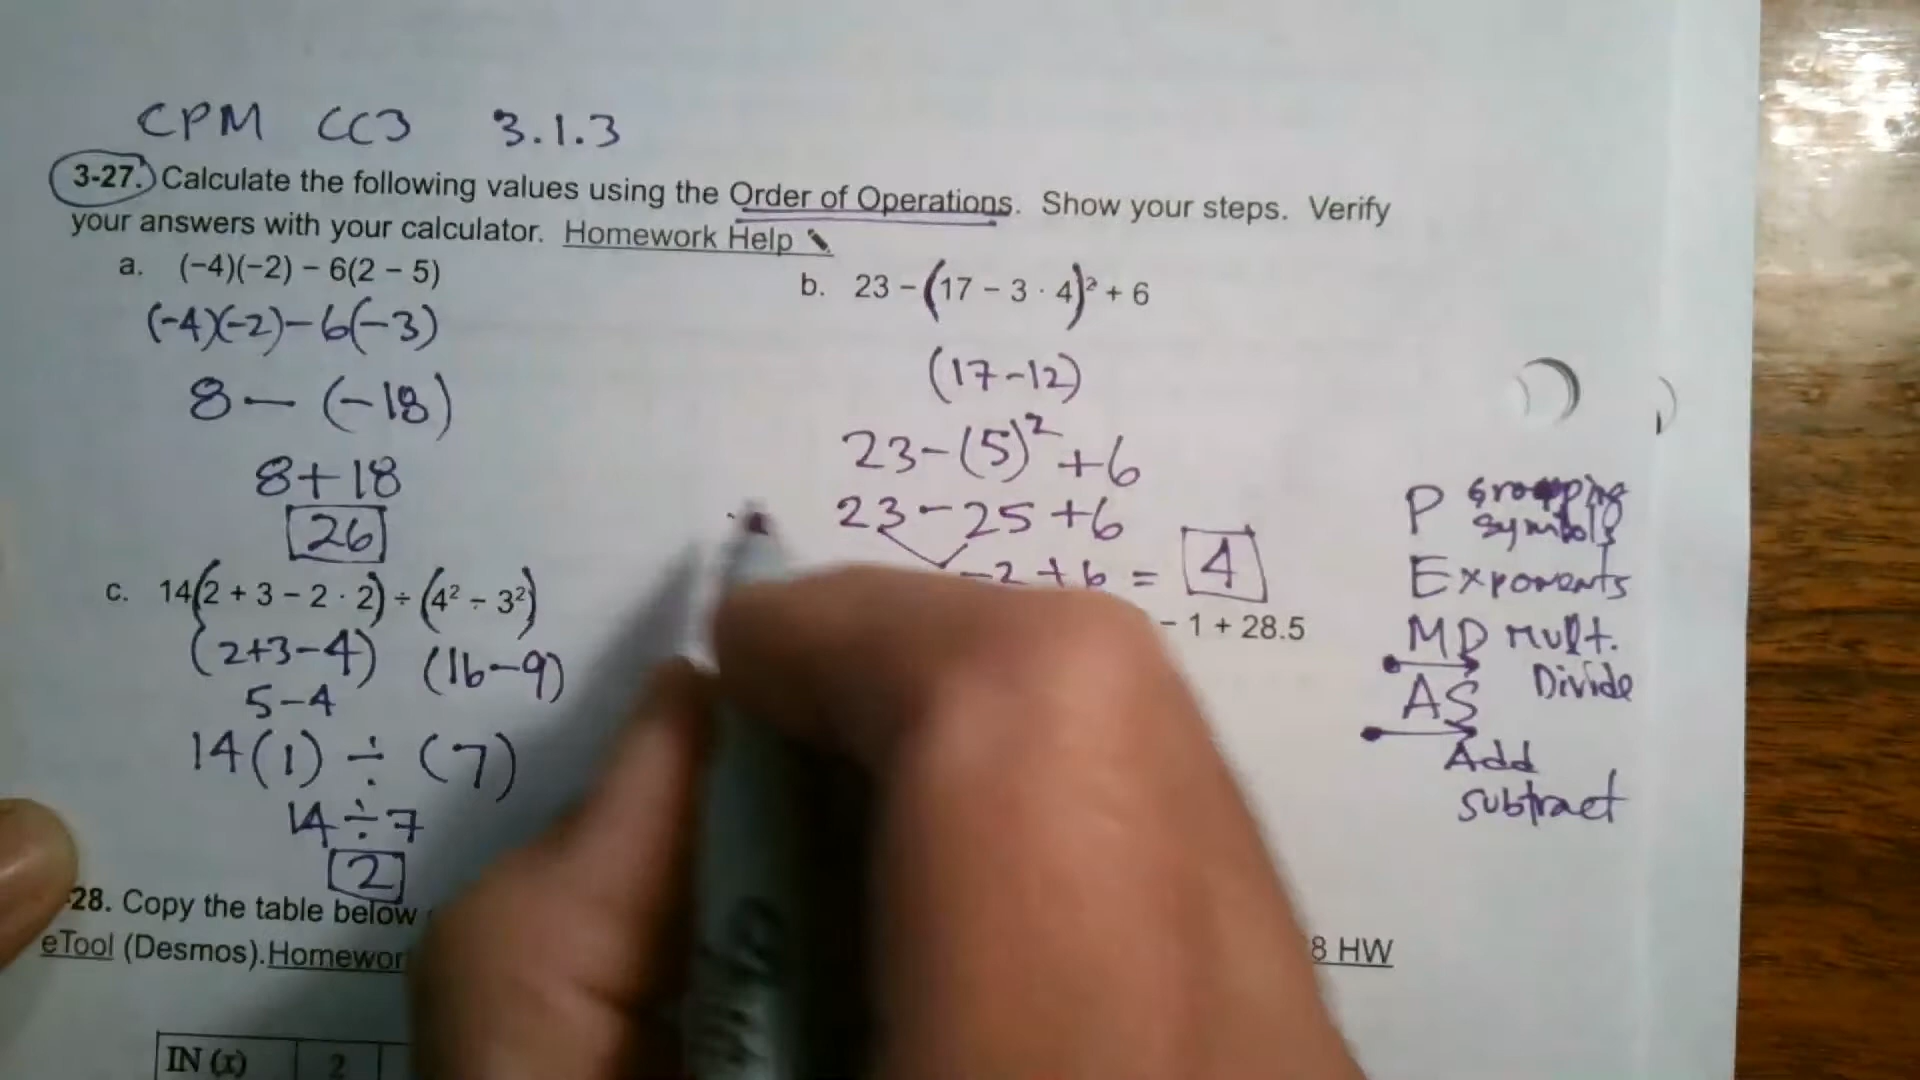 CPM CC3 3.1.3
3-27. Calculate the following values using the Order of Operations. Show your steps. Verify
your answers with your calculator. Homework Help ✎
a. (−4)(−2) − 6(2 − 5)
(-4)(-2)-6(-3)
8 - (-18)
8+18
26
b. 23 − (17 − 3 · 4)² + 6
(17-12)
23-(5)²+6
23-25+6
-2+6 = 4
c. 14(2 + 3 − 2 · 2) ÷ (4² − 3²)
(2+3-4) (16-9)
5-4
14(1) ÷ (7)
14÷7
2
− 1 + 28.5
P Grouping
symbols
Exponents
MD Mult.
Divide
AS
Add
subtract
28. Copy the table below
eTool (Desmos). Homewor
8 HW
IN (x) 2